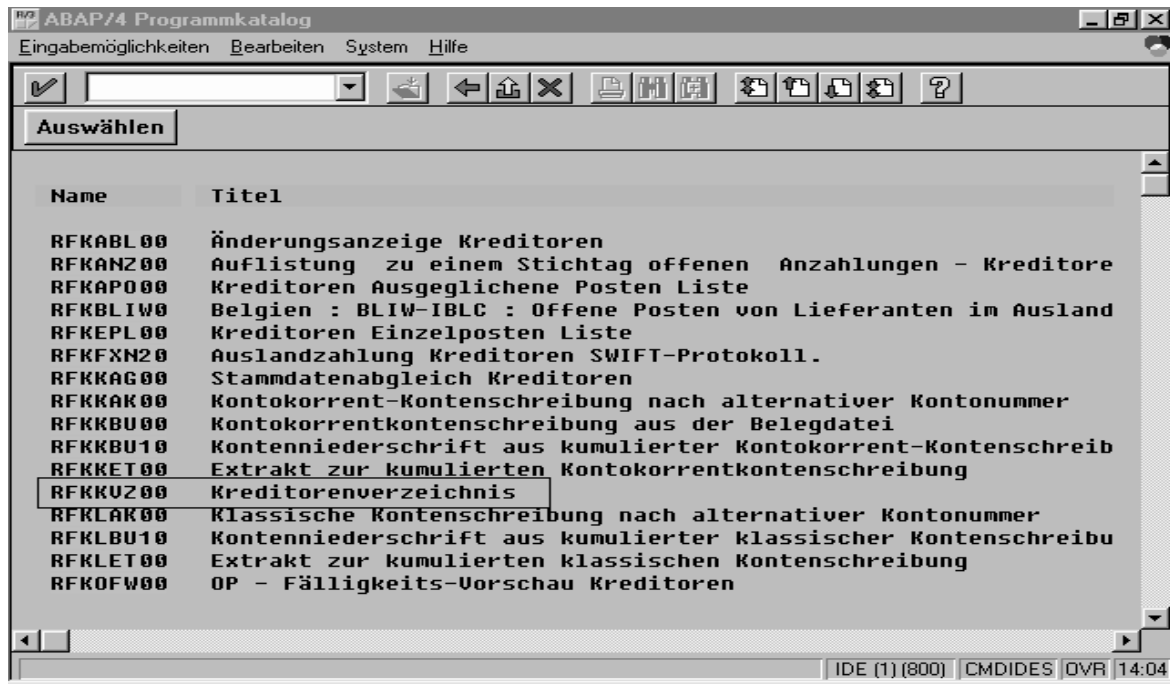 R/3 ABAP/4 Programmkatalog
Eingabemöglichkeiten Bearbeiten System Hilfe
Auswählen
Name Titel
RFKABL00 Änderungsanzeige Kreditoren
RFKANZ00 Auflistung zu einem Stichtag offenen Anzahlungen - Kreditore
RFKAPO00 Kreditoren Ausgeglichene Posten Liste
RFKBLIW0 Belgien : BLIW-IBLC : Offene Posten von Lieferanten im Ausland
RFKEPL00 Kreditoren Einzelposten Liste
RFKFXN20 Auslandzahlung Kreditoren SWIFT-Protokoll.
RFKKAG00 Stammdatenabgleich Kreditoren
RFKKAK00 Kontokorrent-Kontenschreibung nach alternativer Kontonummer
RFKKBU00 Kontokorrentkontenschreibung aus der Belegdatei
RFKKBU10 Kontenniederschrift aus kumulierter Kontokorrent-Kontenschreib
RFKKET00 Extrakt zur kumulierten Kontokorrentkontenschreibung
RFKKVZ00 Kreditorenverzeichnis
RFKLAK00 Klassische Kontenschreibung nach alternativer Kontonummer
RFKLBU10 Kontenniederschrift aus kumulierter klassischer Kontenschreibu
RFKLET00 Extrakt zur kumulierten klassischen Kontenschreibung
RFKOFW00 OP - Fälligkeits-Vorschau Kreditoren
IDE (1) (800) CMDIDES OVR 14:04